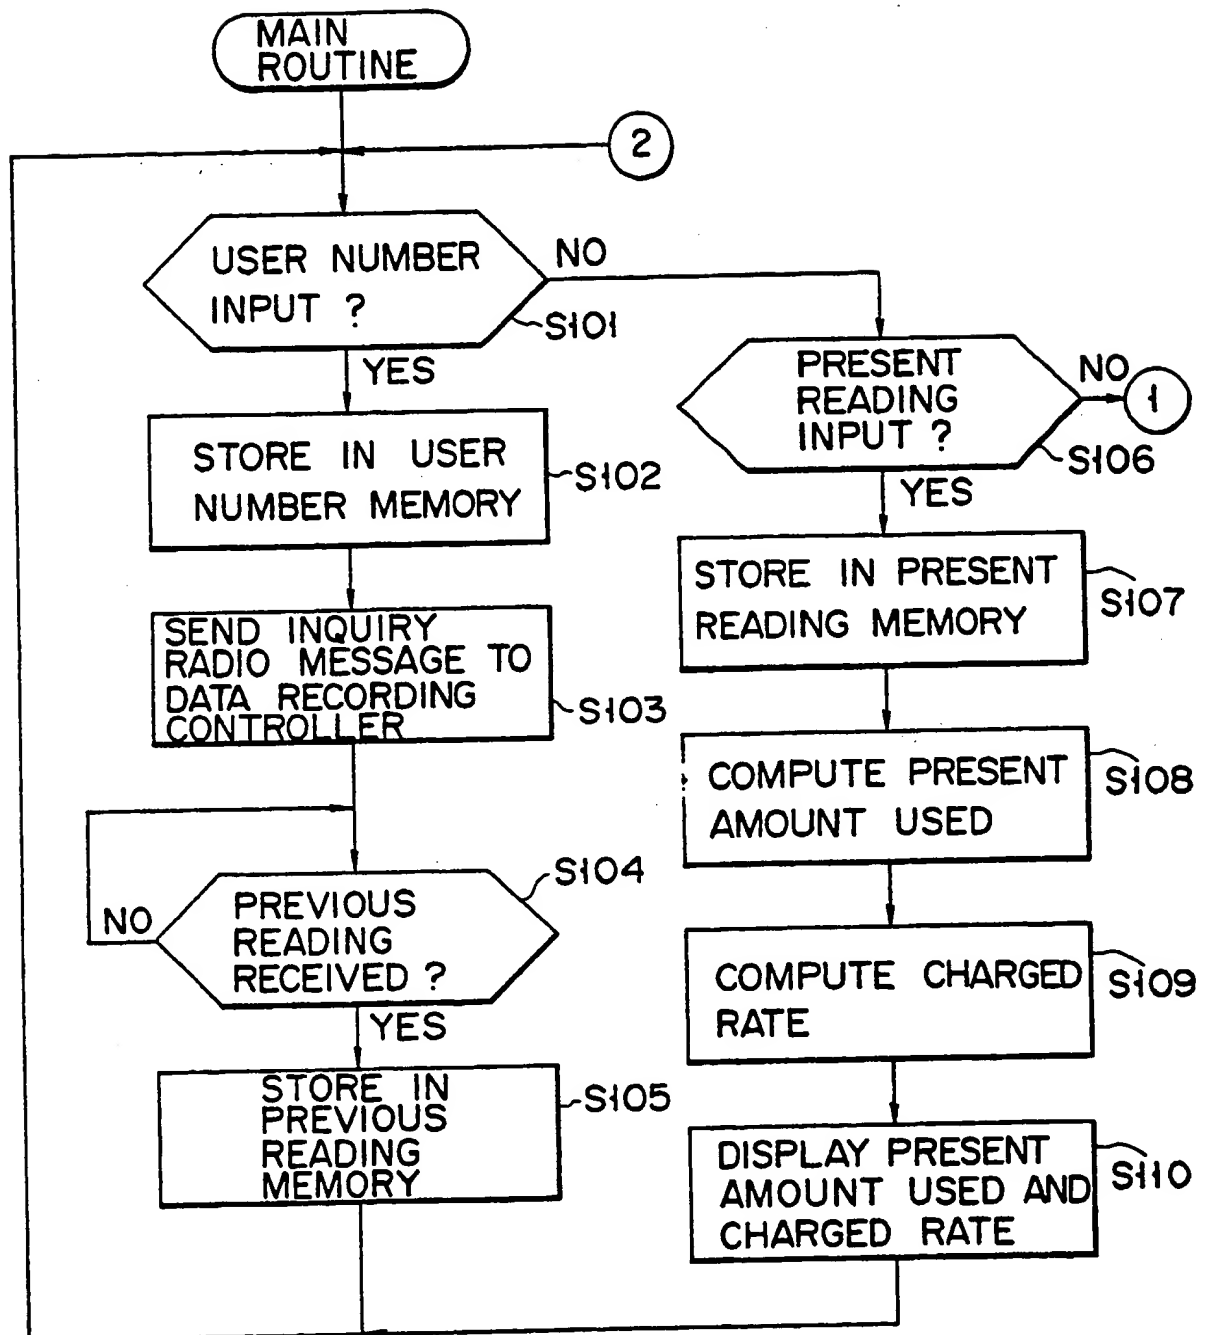 MAIN
ROUTINE
2
USER NUMBER
INPUT ?
NO
S101
YES
STORE IN USER
NUMBER MEMORY
S102
SEND INQUIRY
RADIO MESSAGE TO
DATA RECORDING
CONTROLLER
S103
S104
PREVIOUS
READING
RECEIVED ?
NO
YES
STORE IN
PREVIOUS
READING
MEMORY
S105
PRESENT
READING
INPUT ?
NO
1
S106
YES
STORE IN PRESENT
READING MEMORY
S107
COMPUTE PRESENT
AMOUNT USED
S108
COMPUTE CHARGED
RATE
S109
DISPLAY PRESENT
AMOUNT USED AND
CHARGED RATE
S110